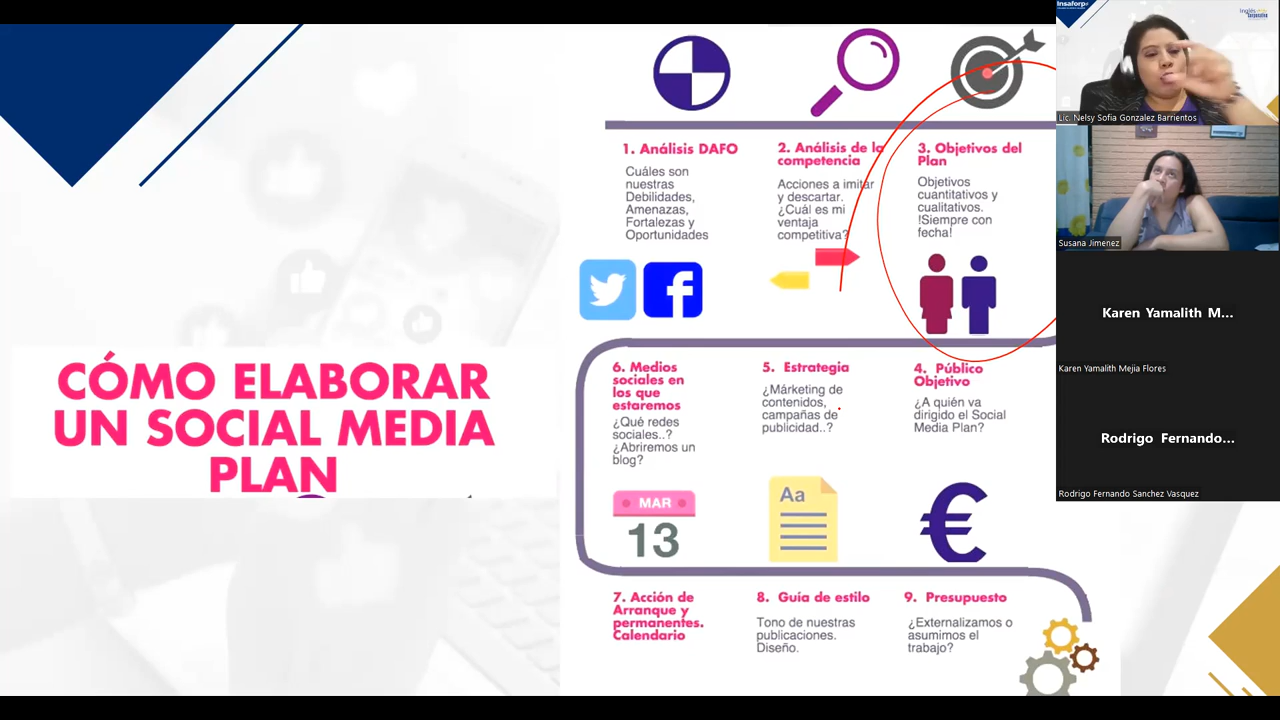 CÓMO ELABORAR
UN SOCIAL MEDIA
PLAN
1. Análisis DAFO
Cuáles son
nuestras
Debilidades,
Amenazas,
Fortalezas y
Oportunidades
2. Análisis de la
competencia
Acciones a imitar
y descartar.
¿Cuál es mi
ventaja
competitiva?
3. Objetivos del
Plan
Objetivos
cuantitativos y
cualitativos.
!Siempre con
fecha!
6. Medios
sociales en
los que
estaremos
¿Qué redes
sociales..?
¿Abriremos un
blog?
5. Estrategia
¿Márketing de
contenidos,
campañas de
publicidad..?
4. Público
Objetivo
¿A quién va
dirigido el Social
Media Plan?
MAR
13
Aa
€
7. Acción de
Arranque y
permanentes.
Calendario
8. Guía de estilo
Tono de nuestras
publicaciones.
Diseño.
9. Presupuesto
¿Externalizamos o
asumimos el
trabajo?
Insaforp
Inglés
Corporativo
Lic. Nelsy Sofia Gonzalez Barrientos
Susana Jimenez
Karen Yamalith M...
Karen Yamalith Mejia Flores
Rodrigo Fernando...
Rodrigo Fernando Sanchez Vasquez